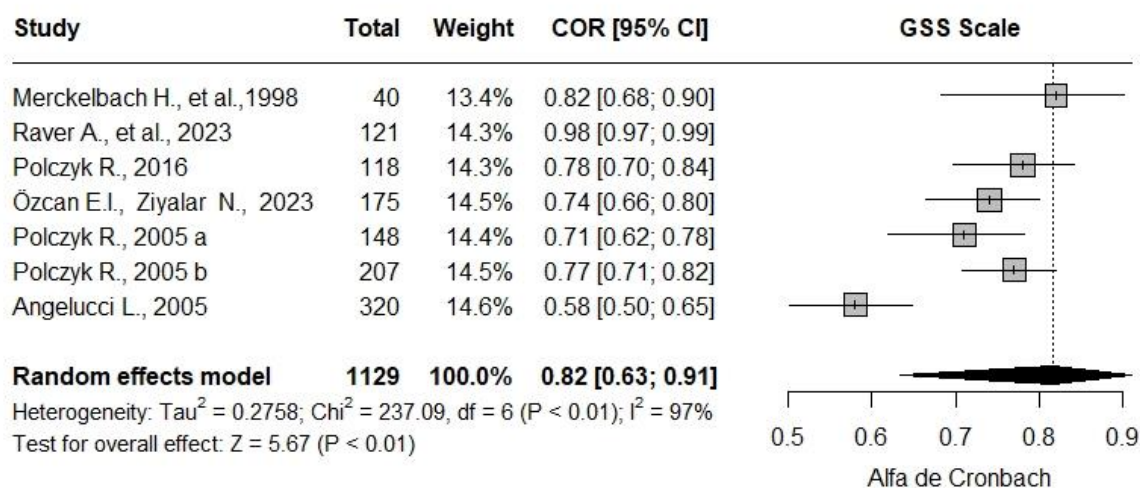 Study Total Weight COR [95% CI] GSS Scale
Merckelbach H., et al.,1998 40 13.4% 0.82 [0.68; 0.90]
Raver A., et al., 2023 121 14.3% 0.98 [0.97; 0.99]
Polczyk R., 2016 118 14.3% 0.78 [0.70; 0.84]
Özcan E.I., Ziyalar N., 2023 175 14.5% 0.74 [0.66; 0.80]
Polczyk R., 2005 a 148 14.4% 0.71 [0.62; 0.78]
Polczyk R., 2005 b 207 14.5% 0.77 [0.71; 0.82]
Angelucci L., 2005 320 14.6% 0.58 [0.50; 0.65]
Random effects model 1129 100.0% 0.82 [0.63; 0.91]
Heterogeneity: Tau² = 0.2758; Chi² = 237.09, df = 6 (P < 0.01); I² = 97%
Test for overall effect: Z = 5.67 (P < 0.01)
0.5 0.6 0.7 0.8 0.9
Alfa de Cronbach